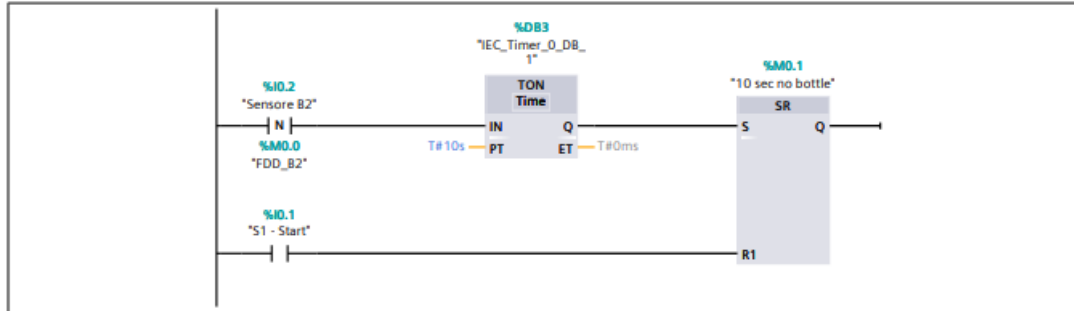 %DB3
"IEC_Timer_0_DB_
1"
%M0.1
"10 sec no bottle"
TON
Time
SR
%I0.2
"Sensore B2"
N
IN
Q
S
Q
%M0.0
T#10s
PT
ET
T#0ms
"FDD_B2"
%I0.1
"S1 - Start"
R1